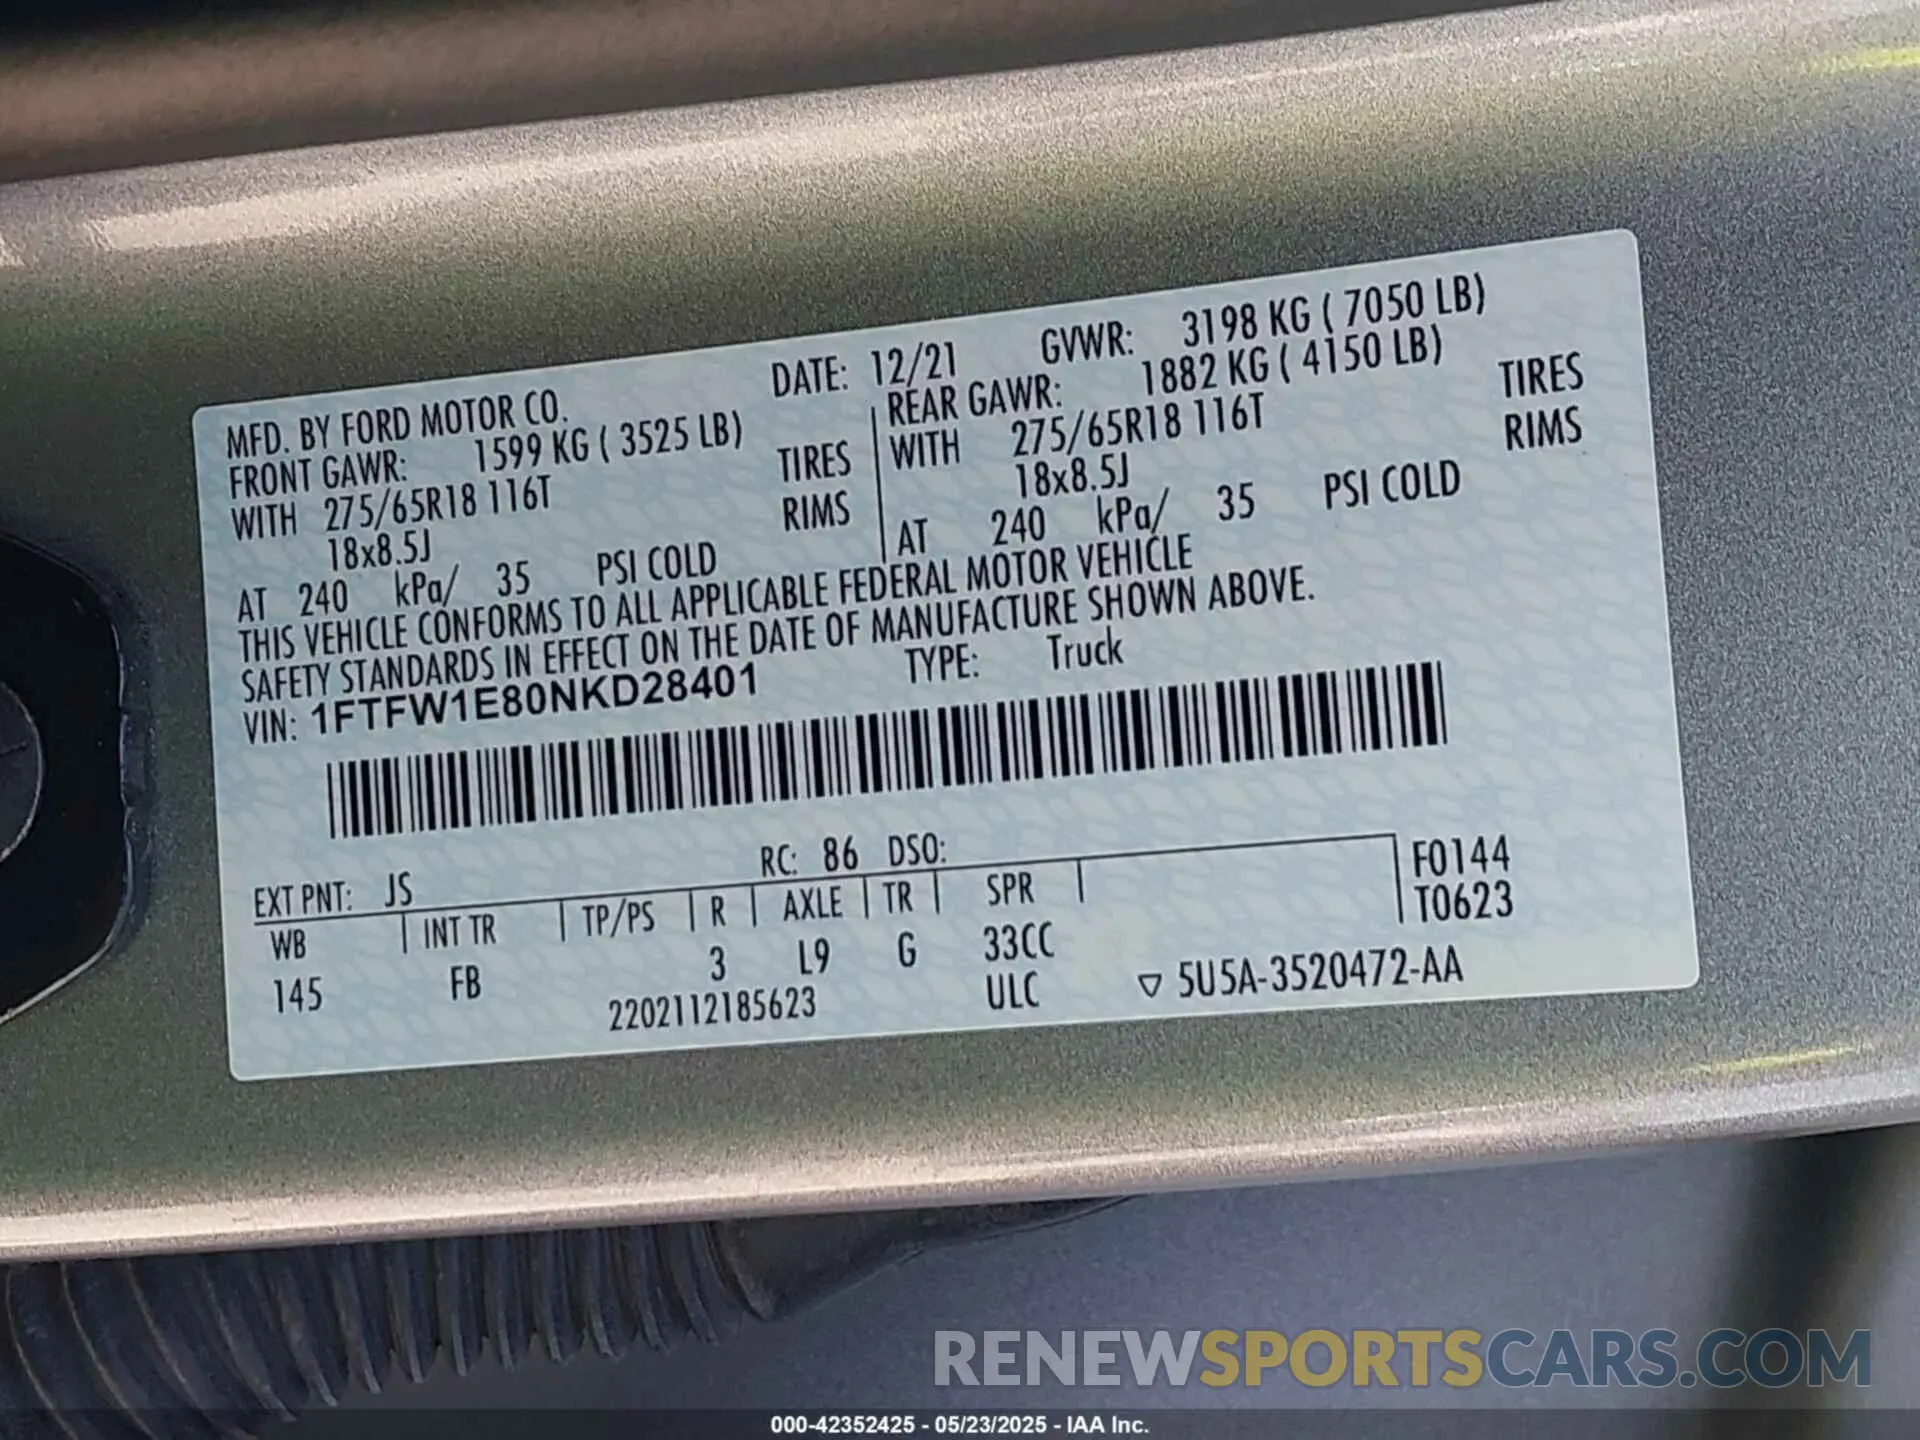 MFD. BY FORD MOTOR CO. DATE: 12/21 GVWR: 3198 KG ( 7050 LB)
FRONT GAWR: 1599 KG ( 3525 LB) REAR GAWR: 1882 KG ( 4150 LB)
WITH 275/65R18 116T TIRES WITH 275/65R18 116T TIRES
18x8.5J RIMS 18x8.5J RIMS
AT 240 kPa/ 35 PSI COLD AT 240 kPa/ 35 PSI COLD
THIS VEHICLE CONFORMS TO ALL APPLICABLE FEDERAL MOTOR VEHICLE
SAFETY STANDARDS IN EFFECT ON THE DATE OF MANUFACTURE SHOWN ABOVE.
VIN: 1FTFW1E80NKD28401 TYPE: Truck
EXT PNT: JS RC: 86 DSO: F0144
WB INT TR TP/PS R AXLE TR SPR T0623
145 FB 3 L9 G 33CC
2202112185623 ULC ▽ 5U5A-3520472-AA
RENEWSPORTSCARS.COM
000-42352425 - 05/23/2025 - IAA Inc.